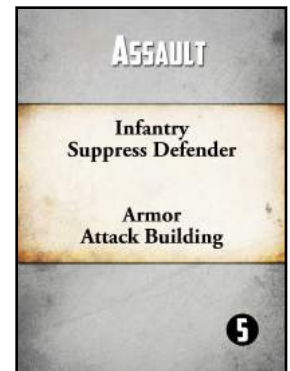 ASSAULT
Infantry
Suppress Defender
Armor
Attack Building
5